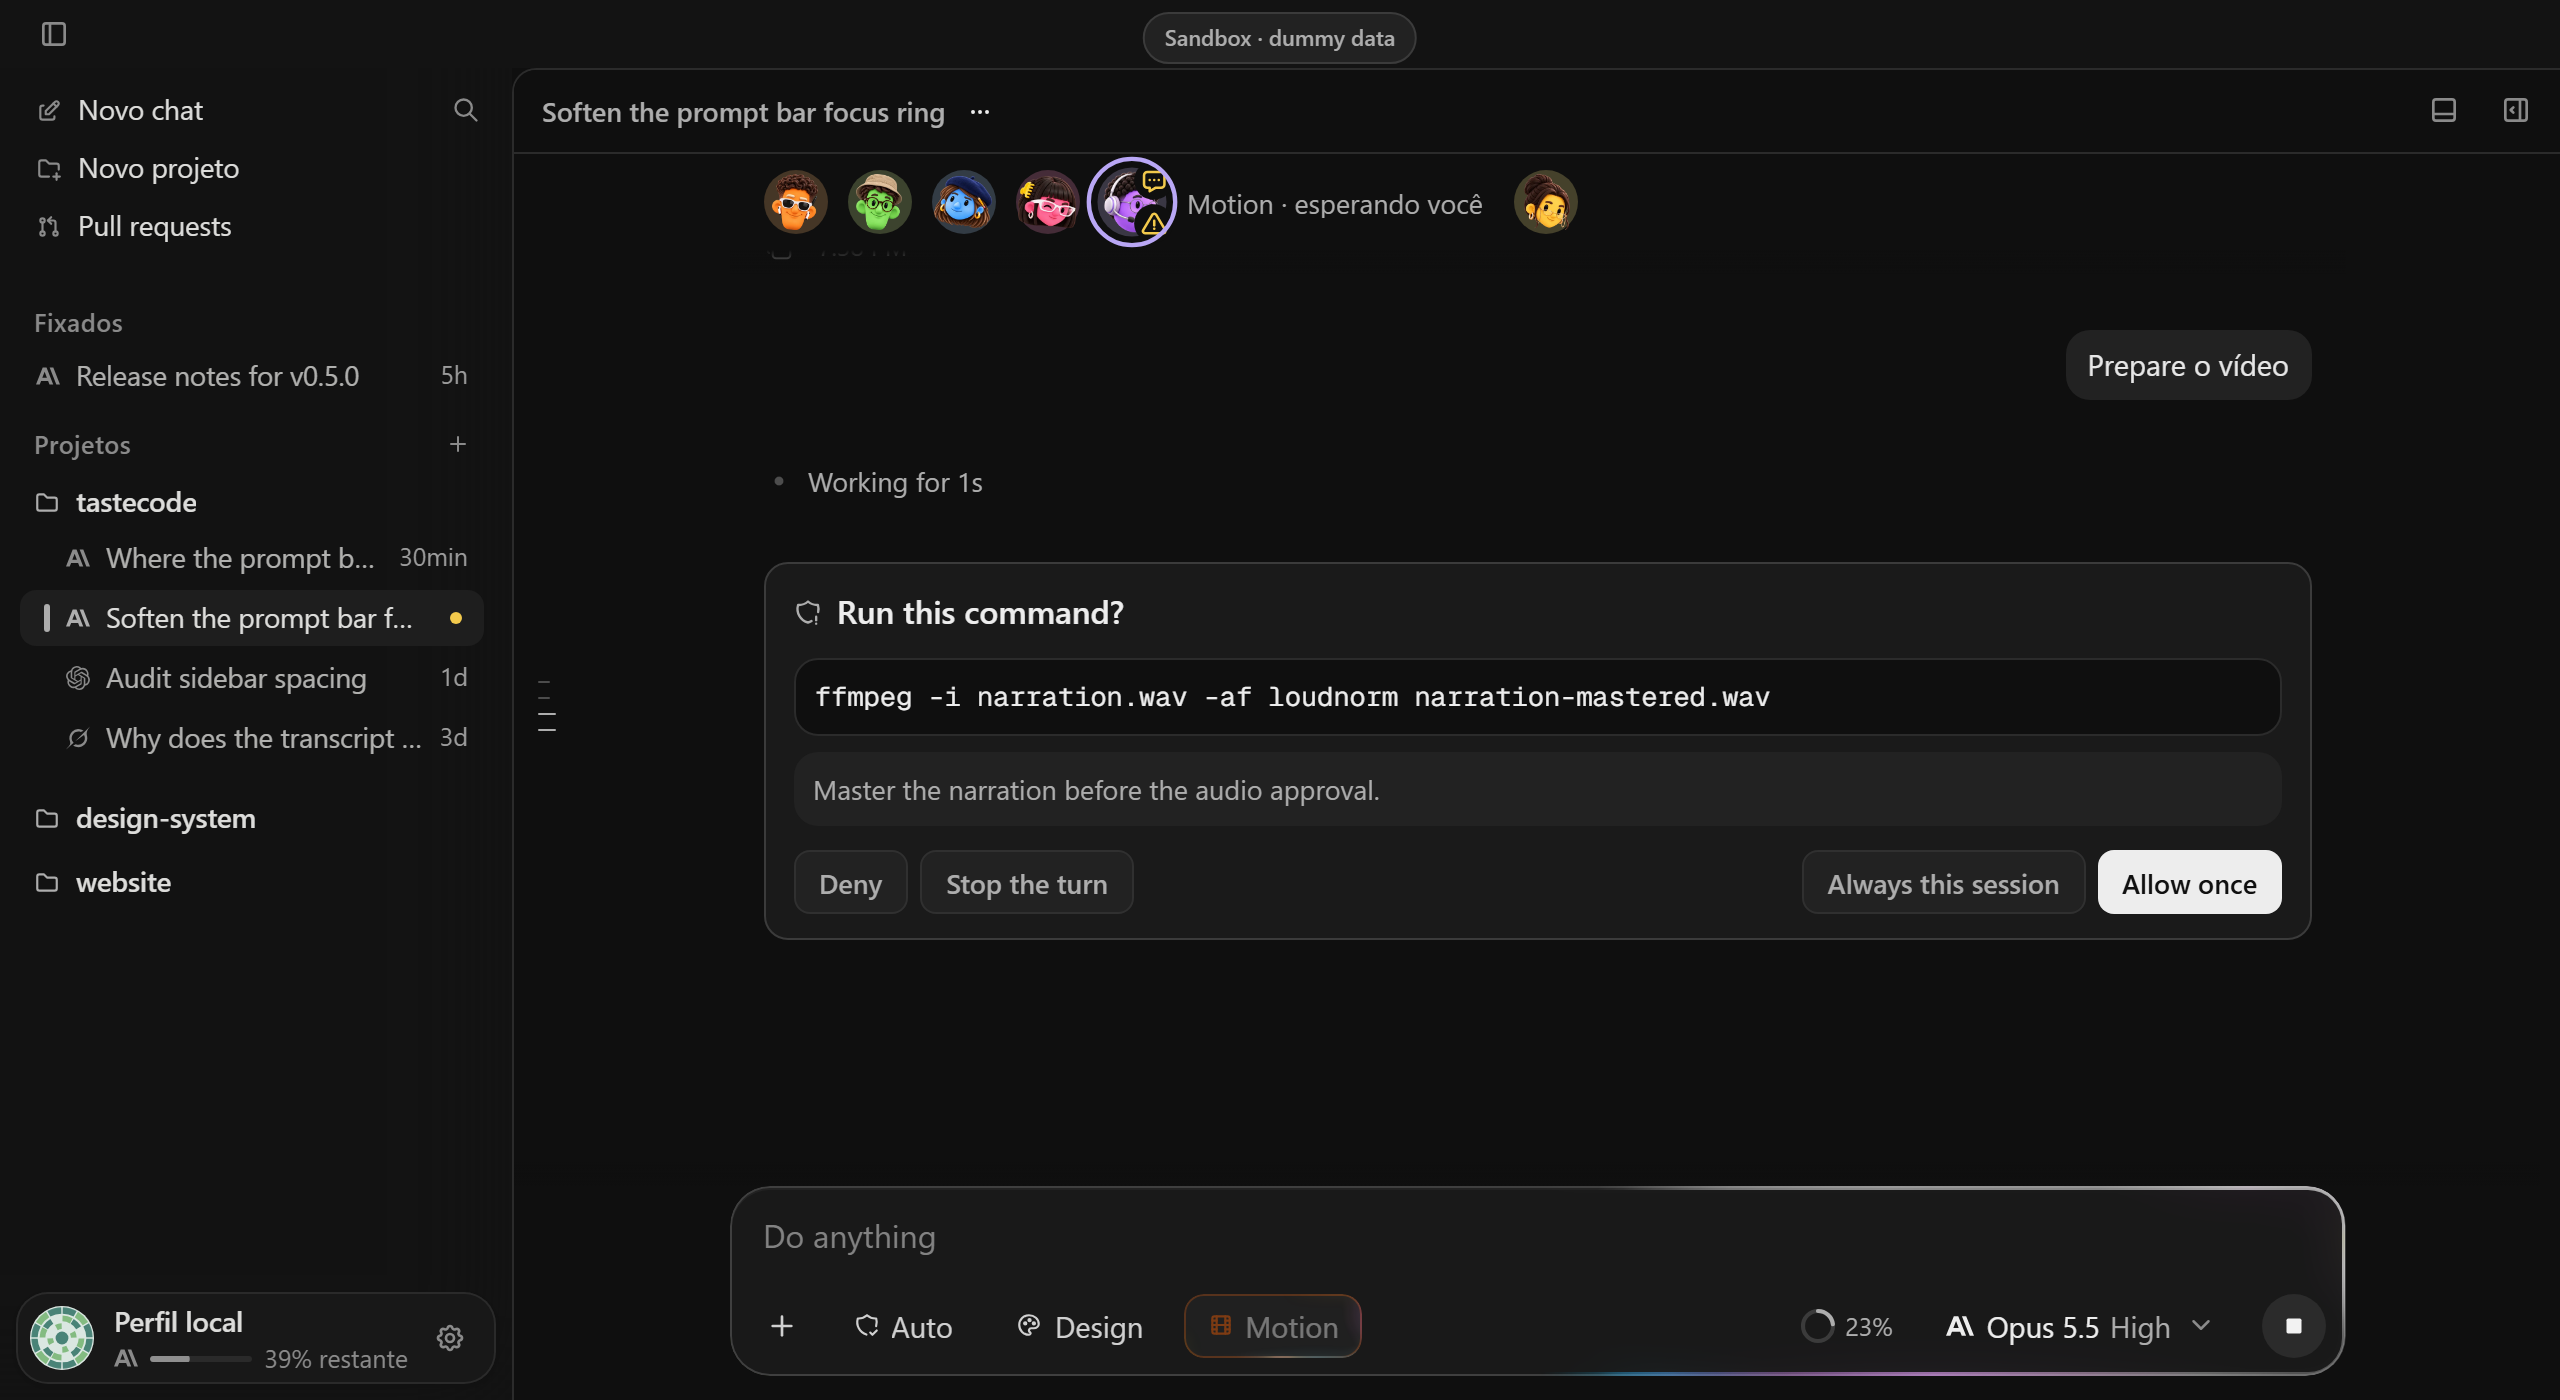 Sandbox · dummy data
Novo chat
Novo projeto
Pull requests
Fixados
Release notes for v0.5.0 5h
Projetos
tastecode
Where the prompt b... 30min
Soften the prompt bar f...
Audit sidebar spacing 1d
Why does the transcript ... 3d
design-system
website
Perfil local
39% restante
Soften the prompt bar focus ring
Motion · esperando você
Prepare o vídeo
Working for 1s
Run this command?
ffmpeg -i narration.wav -af loudnorm narration-mastered.wav
Master the narration before the audio approval.
Deny Stop the turn Always this session Allow once
Do anything
Auto Design Motion 23% Opus 5.5 High